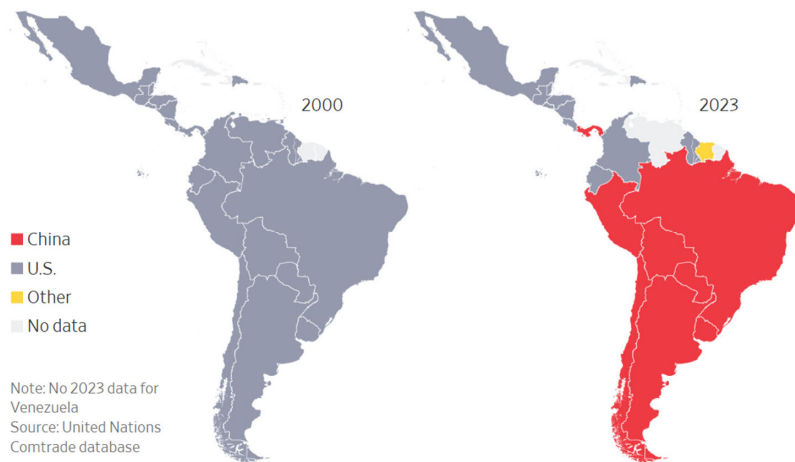 2000
2023
China
U.S.
Other
No data
Note: No 2023 data for
Venezuela
Source: United Nations
Comtrade database